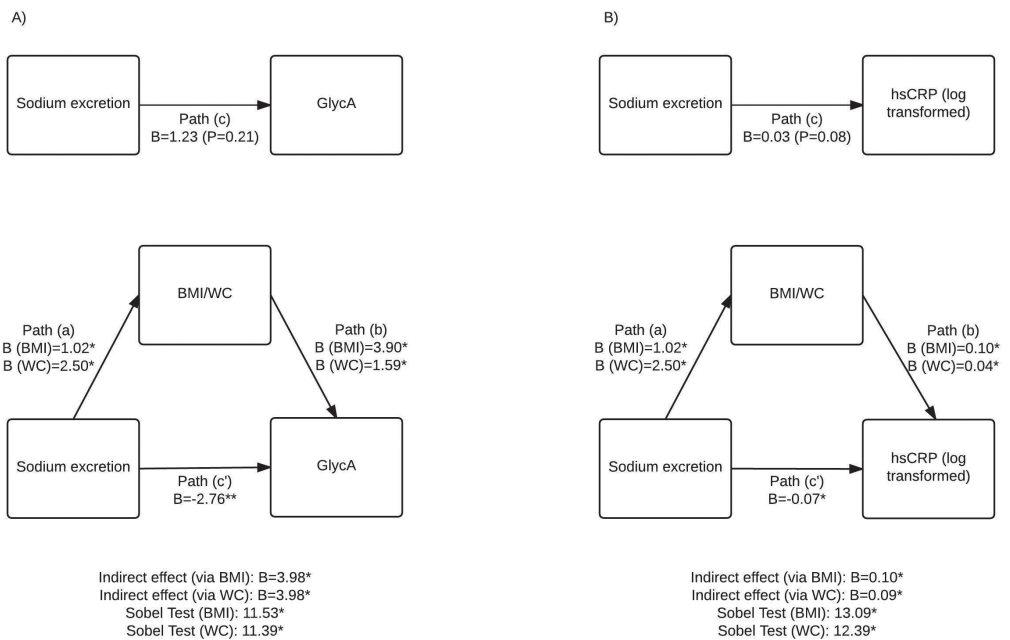 A)
Sodium excretion
GlycA
Path (c)
B=1.23 (P=0.21)
BMI/WC
Path (a)
B (BMI)=1.02*
B (WC)=2.50*
Path (b)
B (BMI)=3.90*
B (WC)=1.59*
Sodium excretion
GlycA
Path (c')
B=-2.76**
Indirect effect (via BMI): B=3.98*
Indirect effect (via WC): B=3.98*
Sobel Test (BMI): 11.53*
Sobel Test (WC): 11.39*
B)
Sodium excretion
hsCRP (log
transformed)
Path (c)
B=0.03 (P=0.08)
BMI/WC
Path (a)
B (BMI)=1.02*
B (WC)=2.50*
Path (b)
B (BMI)=0.10*
B (WC)=0.04*
Sodium excretion
hsCRP (log
transformed)
Path (c')
B=-0.07*
Indirect effect (via BMI): B=0.10*
Indirect effect (via WC): B=0.09*
Sobel Test (BMI): 13.09*
Sobel Test (WC): 12.39*